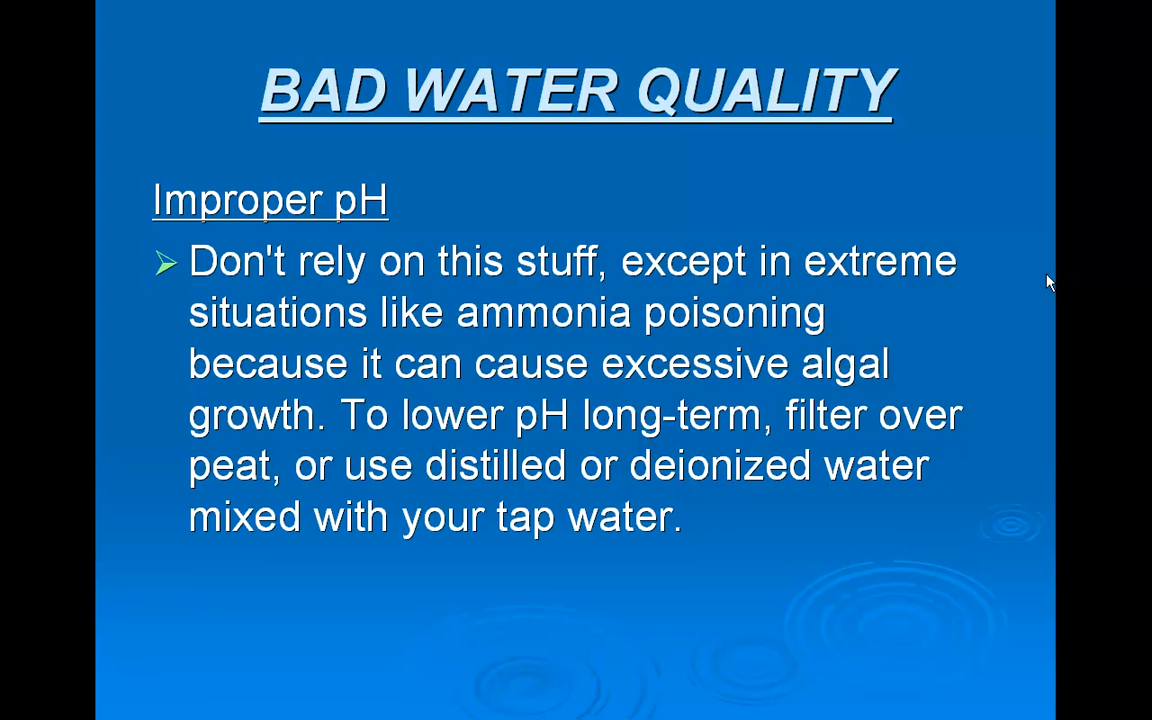 BAD WATER QUALITY
Improper pH
Don't rely on this stuff, except in extreme
situations like ammonia poisoning
because it can cause excessive algal
growth. To lower pH long-term, filter over
peat, or use distilled or deionized water
mixed with your tap water.